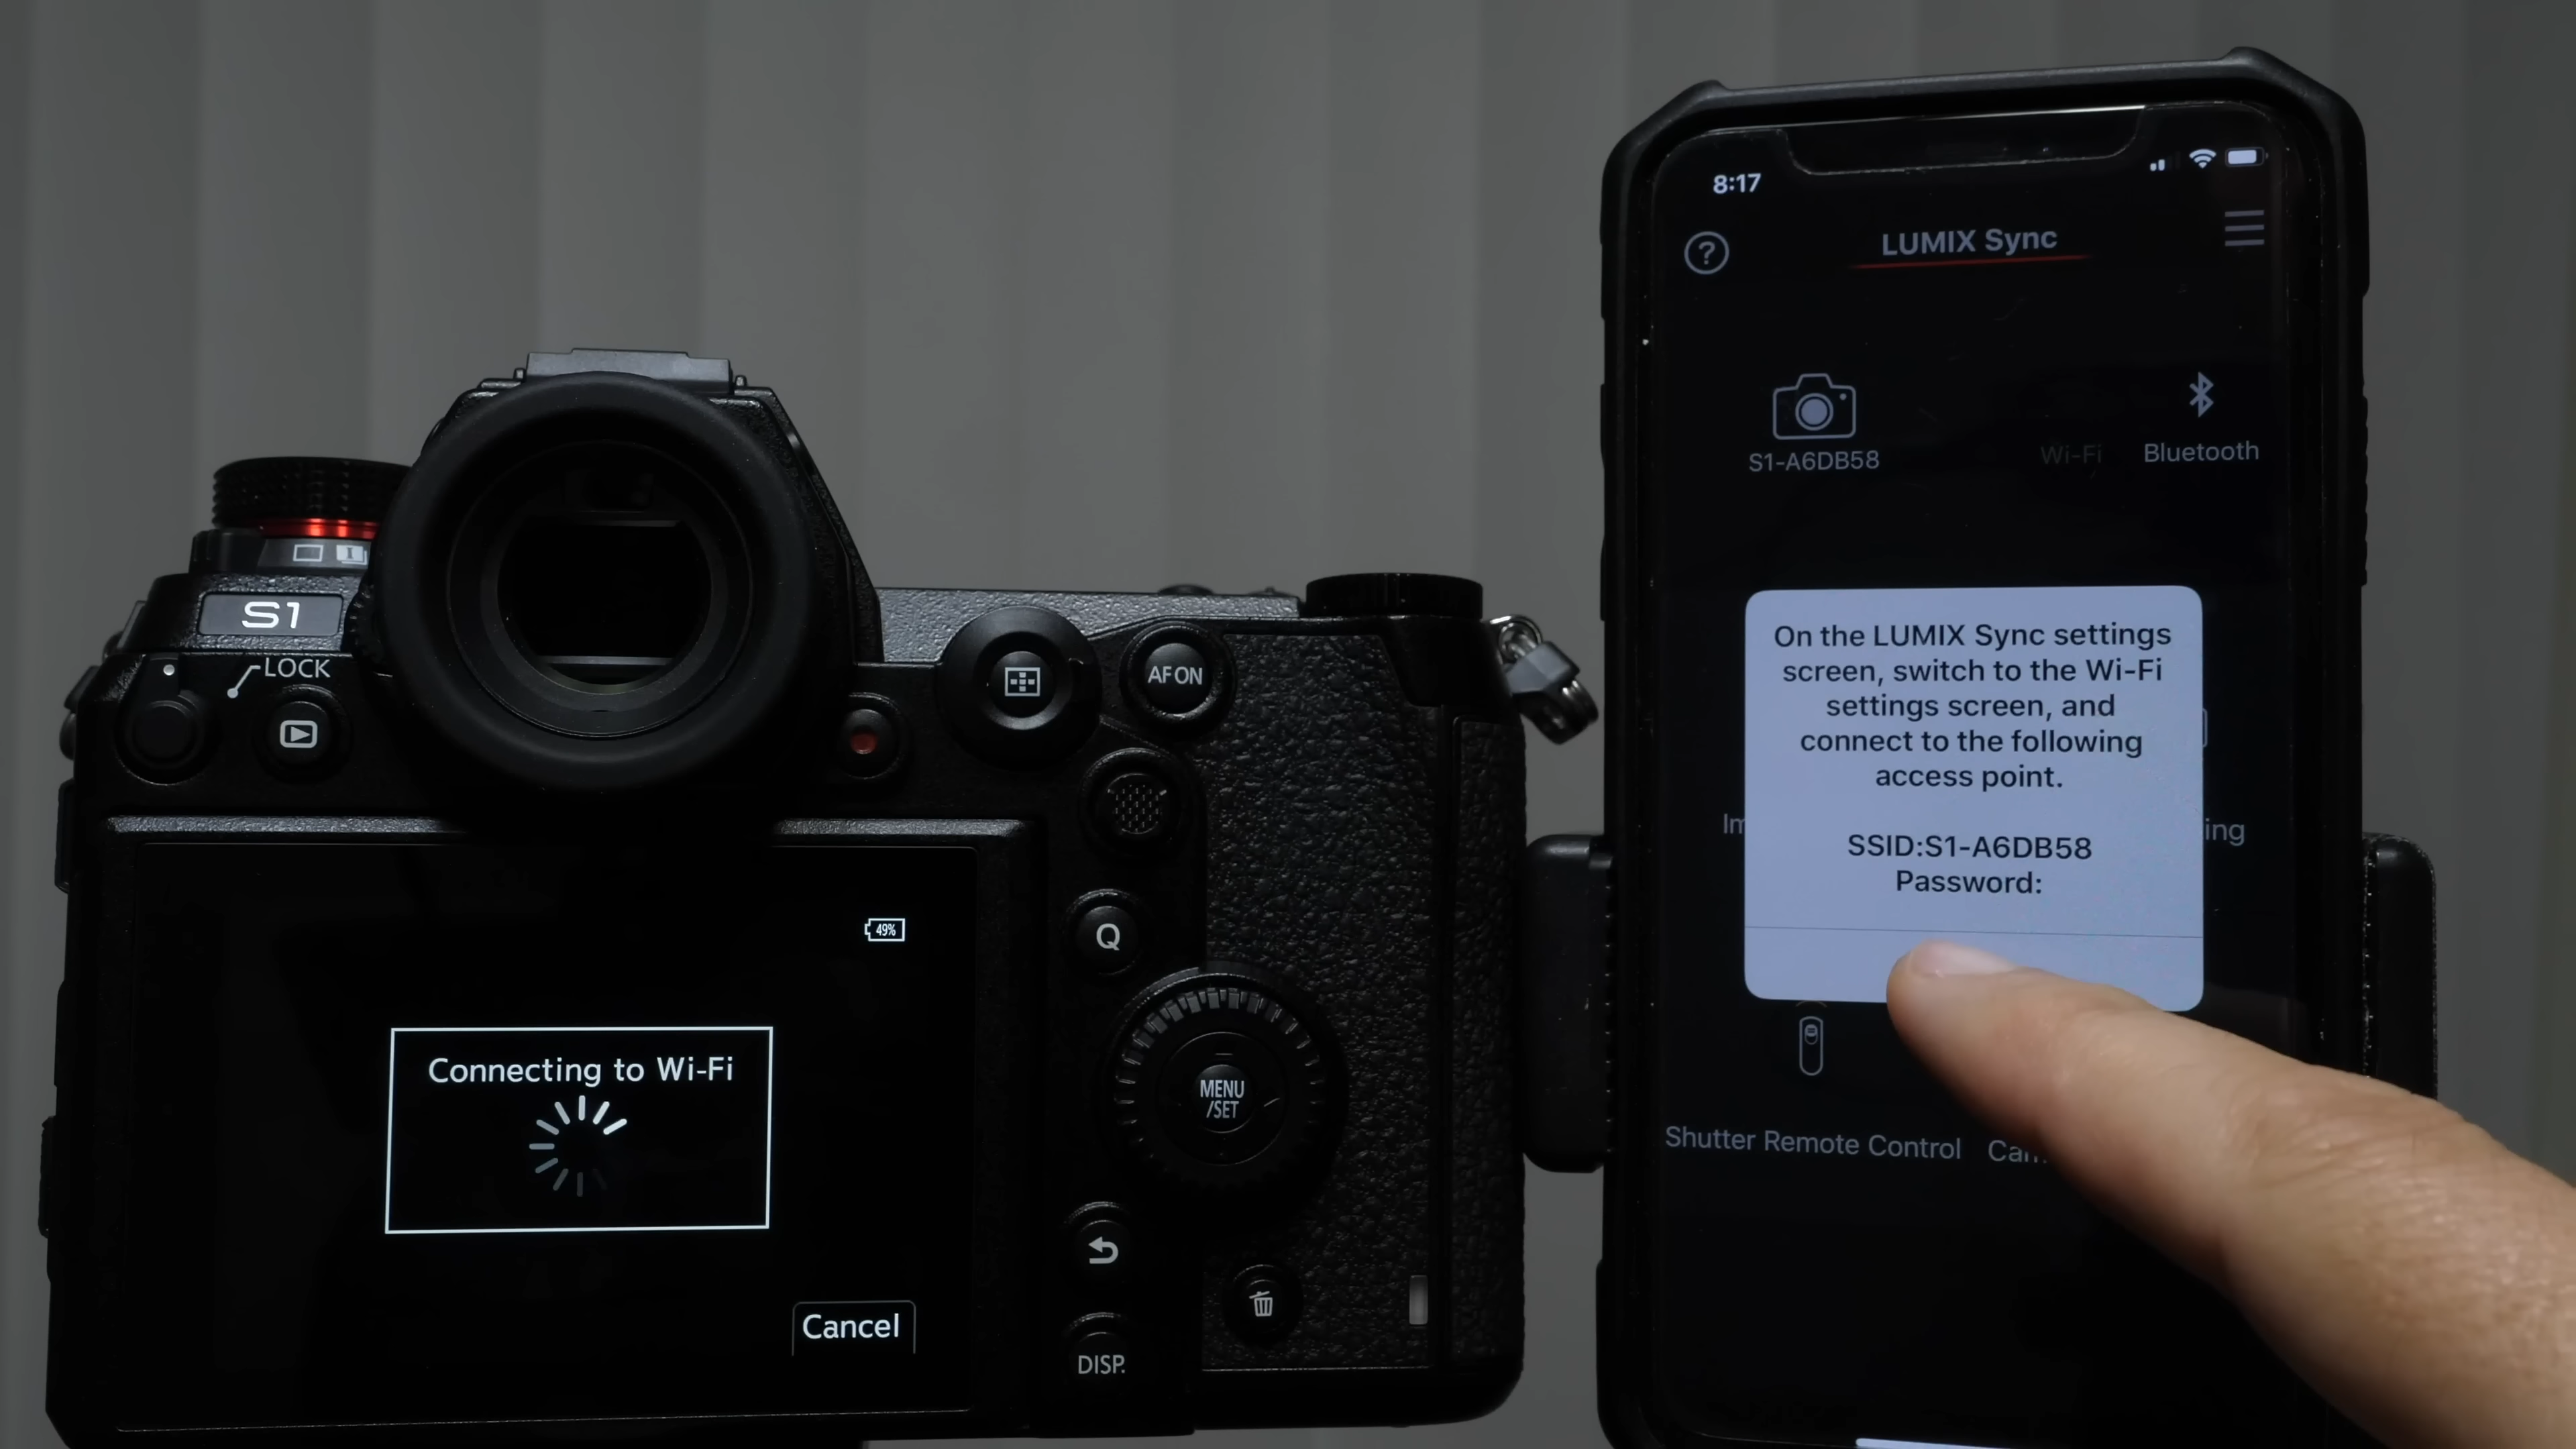 S1
LOCK
AF ON
Q
MENU
/SET
DISP.
49%
Connecting to Wi-Fi
Cancel
8:17
?
LUMIX Sync
S1-A6DB58
Wi-Fi
Bluetooth
On the LUMIX Sync settings
screen, switch to the Wi-Fi
settings screen, and
connect to the following
access point.
SSID:S1-A6DB58
Password:
Shutter Remote Control